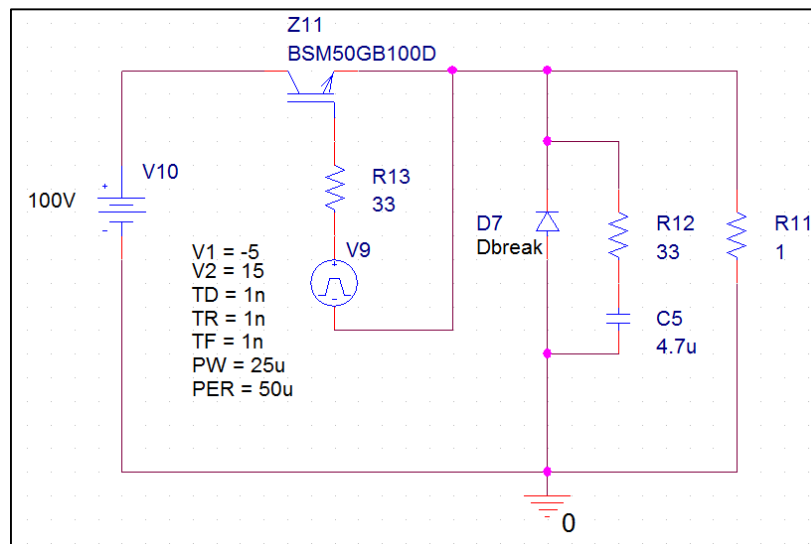 Z11
BSM50GB100D
V10
100V
R13
33
V9
V1 = -5
V2 = 15
TD = 1n
TR = 1n
TF = 1n
PW = 25u
PER = 50u
D7
Dbreak
R12
33
R11
1
C5
4.7u
0